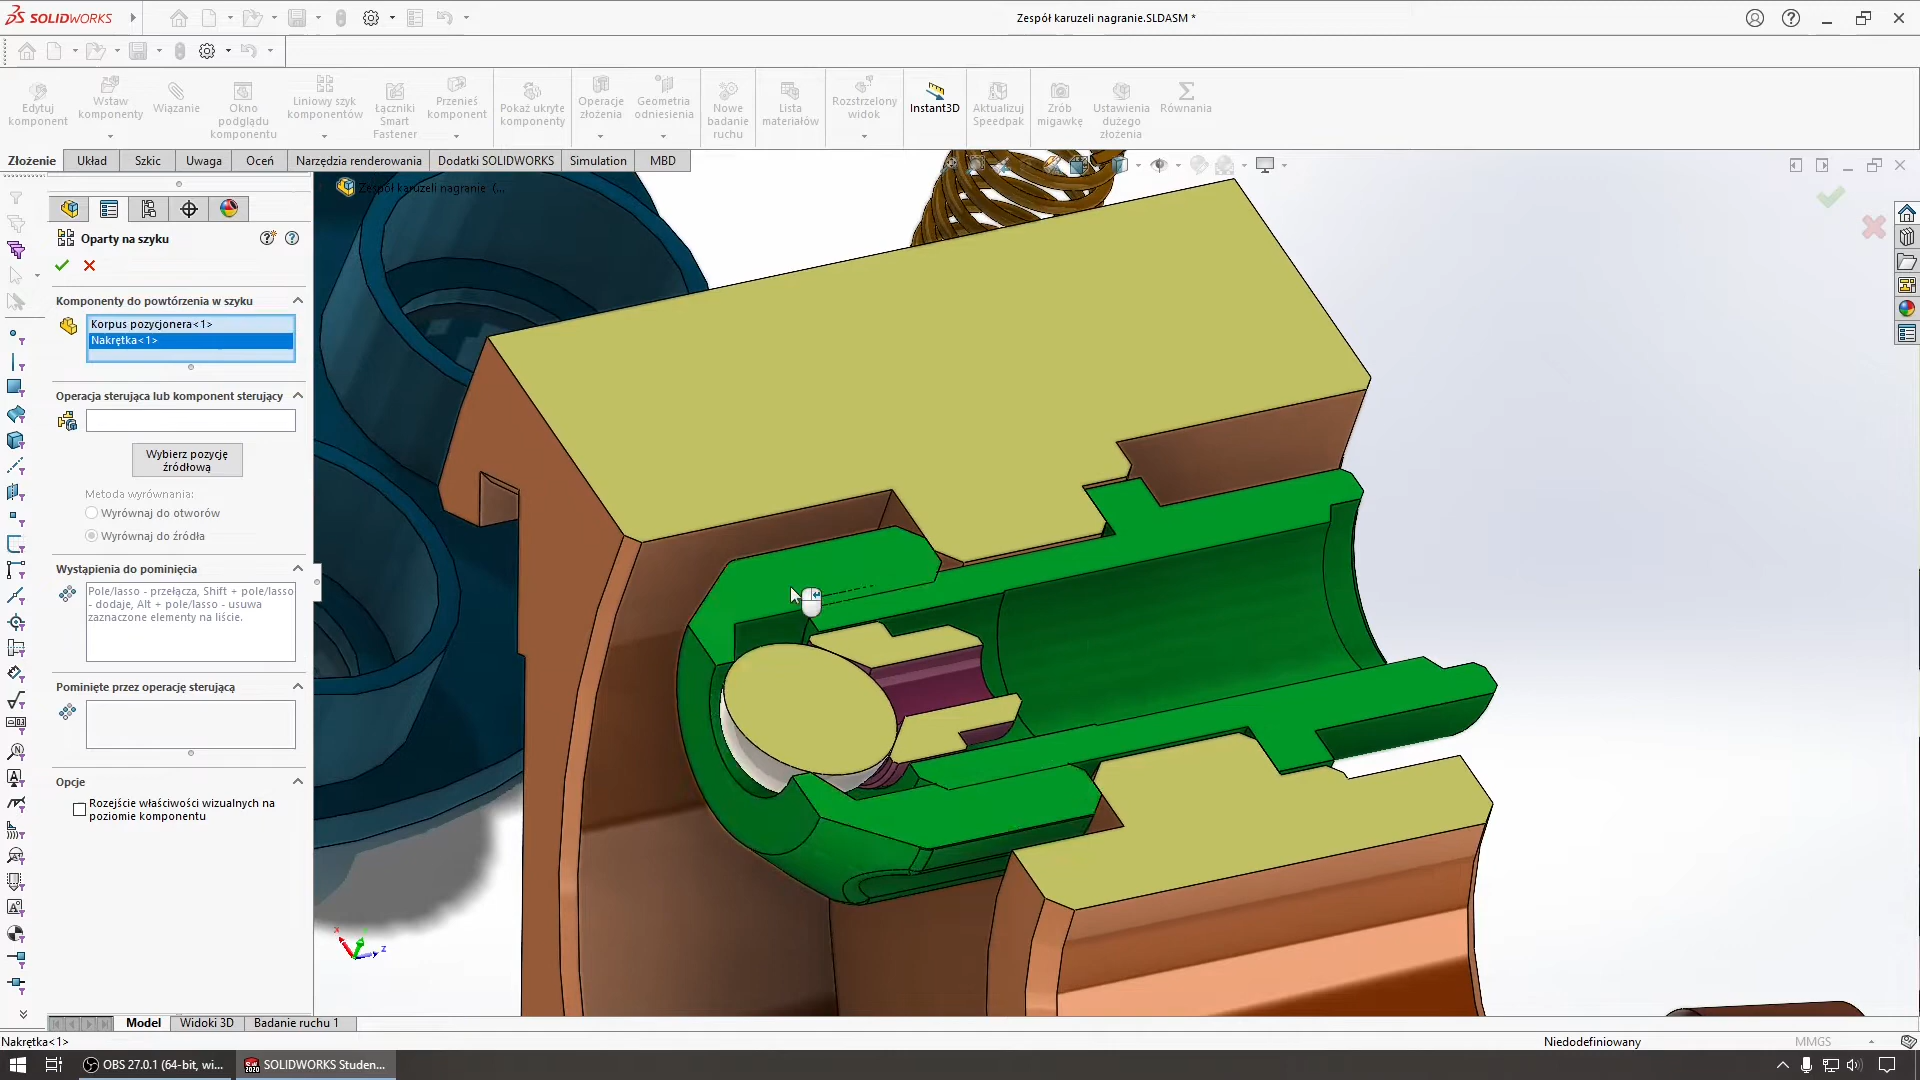 SOLIDWORKS
Zespół karuzeli nagranie.SLDASM *
Edytuj komponent
Wstaw komponenty
Wiązanie
Okno podglądu komponentu
Liniowy szyk komponentów
Łączniki Smart Fastener
Przenieś komponent
Pokaż ukryte komponenty
Operacje złożenia
Geometria odniesienia
Nowe badanie ruchu
Lista materiałów
Rozstrzelony widok
Instant3D
Aktualizuj Speedpak
Zrób migawkę
Ustawienia dużego złożenia
Równania
Złożenie
Układ
Szkic
Uwaga
Oceń
Narzędzia renderowania
Dodatki SOLIDWORKS
Simulation
MBD
Zespół karuzeli nagranie (...
Oparty na szyku
Komponenty do powtórzenia w szyku
Korpus pozycjonera<1>
Nakrętka<1>
Operacja sterująca lub komponent sterujący
Wybierz pozycję
źródłową
Metoda wyrównania:
Wyrównaj do otworów
Wyrównaj do źródła
Wystąpienia do pominięcia
Pole/lasso - przełącza, Shift + pole/lasso
- dodaje, Alt + pole/lasso - usuwa
zaznaczone elementy na liście.
Pominięte przez operację sterującą
Opcje
Rozejście właściwości wizualnych na
poziomie komponentu
x
z
Model
Widoki 3D
Badanie ruchu 1
Nakrętka<1>
Niedodefiniowany
MMGS
OBS 27.0.1 (64-bit, wi...
SOLIDWORKS Studen...